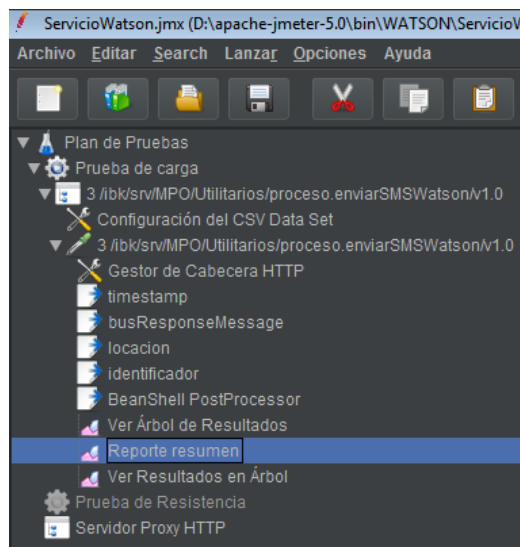 ServicioWatson.jmx (D:\apache-jmeter-5.0\bin\WATSON\ServicioW
Archivo Editar Search Lanzar Opciones Ayuda
Plan de Pruebas
Prueba de carga
3 /ibk/srv/MPO/Utilitarios/proceso.enviarSMSWatson/v1.0
Configuración del CSV Data Set
3 /ibk/srv/MPO/Utilitarios/proceso.enviarSMSWatson/v1.0
Gestor de Cabecera HTTP
timestamp
busResponseMessage
locacion
identificador
BeanShell PostProcessor
Ver Árbol de Resultados
Reporte resumen
Ver Resultados en Árbol
Prueba de Resistencia
Servidor Proxy HTTP